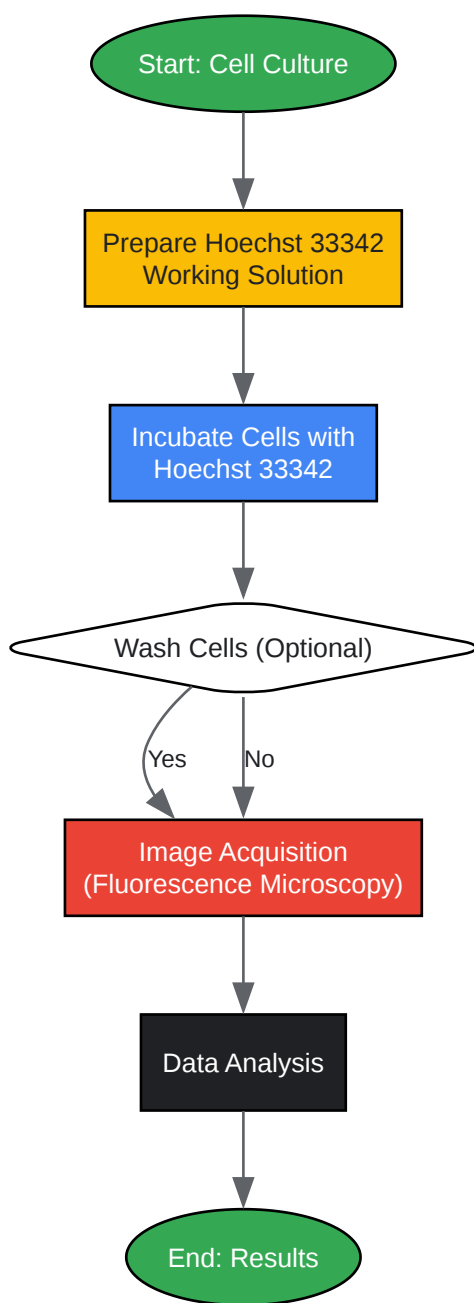 Start: Cell Culture
Prepare Hoechst 33342
Working Solution
Incubate Cells with
Hoechst 33342
Wash Cells (Optional)
Yes
No
Image Acquisition
(Fluorescence Microscopy)
Data Analysis
End: Results